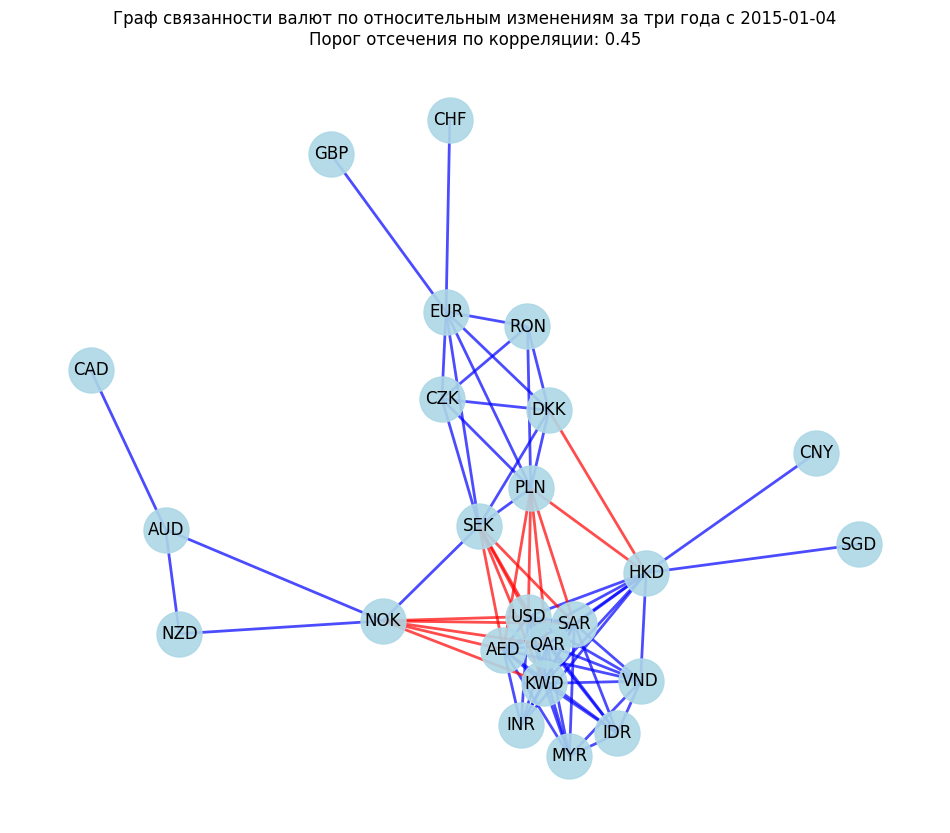 Граф связанности валют по относительным изменениям за три года с 2015-01-04
Порог отсечения по корреляции: 0.45
CHF
GBP
EUR
RON
CAD
CZK
DKK
CNY
PLN
SEK
AUD
SGD
HKD
USD
NOK
SAR
NZD
QAR
AED
KWD
VND
INR
IDR
MYR